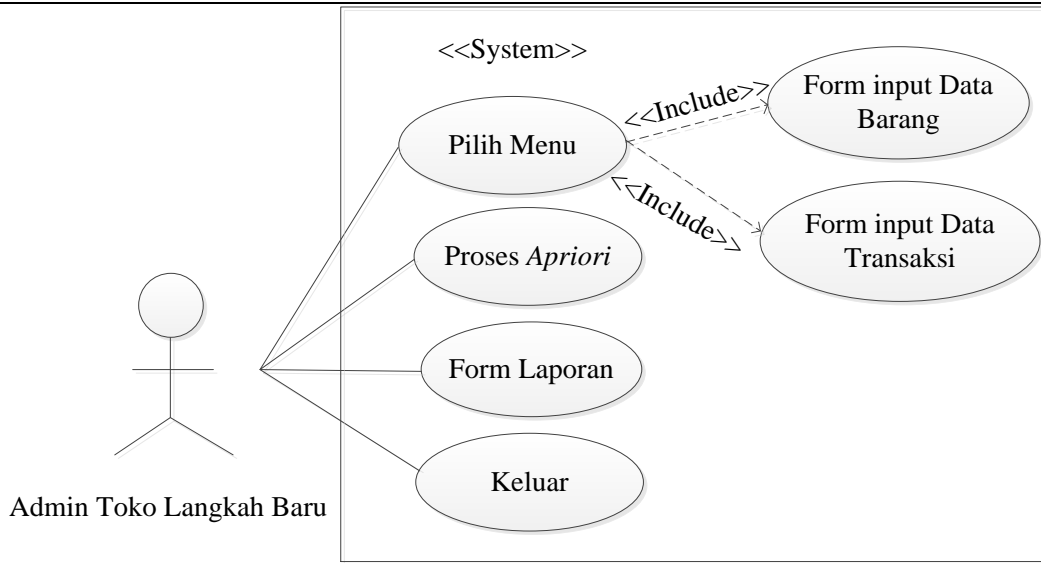 <<System>>
Pilih Menu
<<Include>>
Form input Data
Barang
<<Include>>
Form input Data
Transaksi
Proses Apriori
Form Laporan
Keluar
Admin Toko Langkah Baru